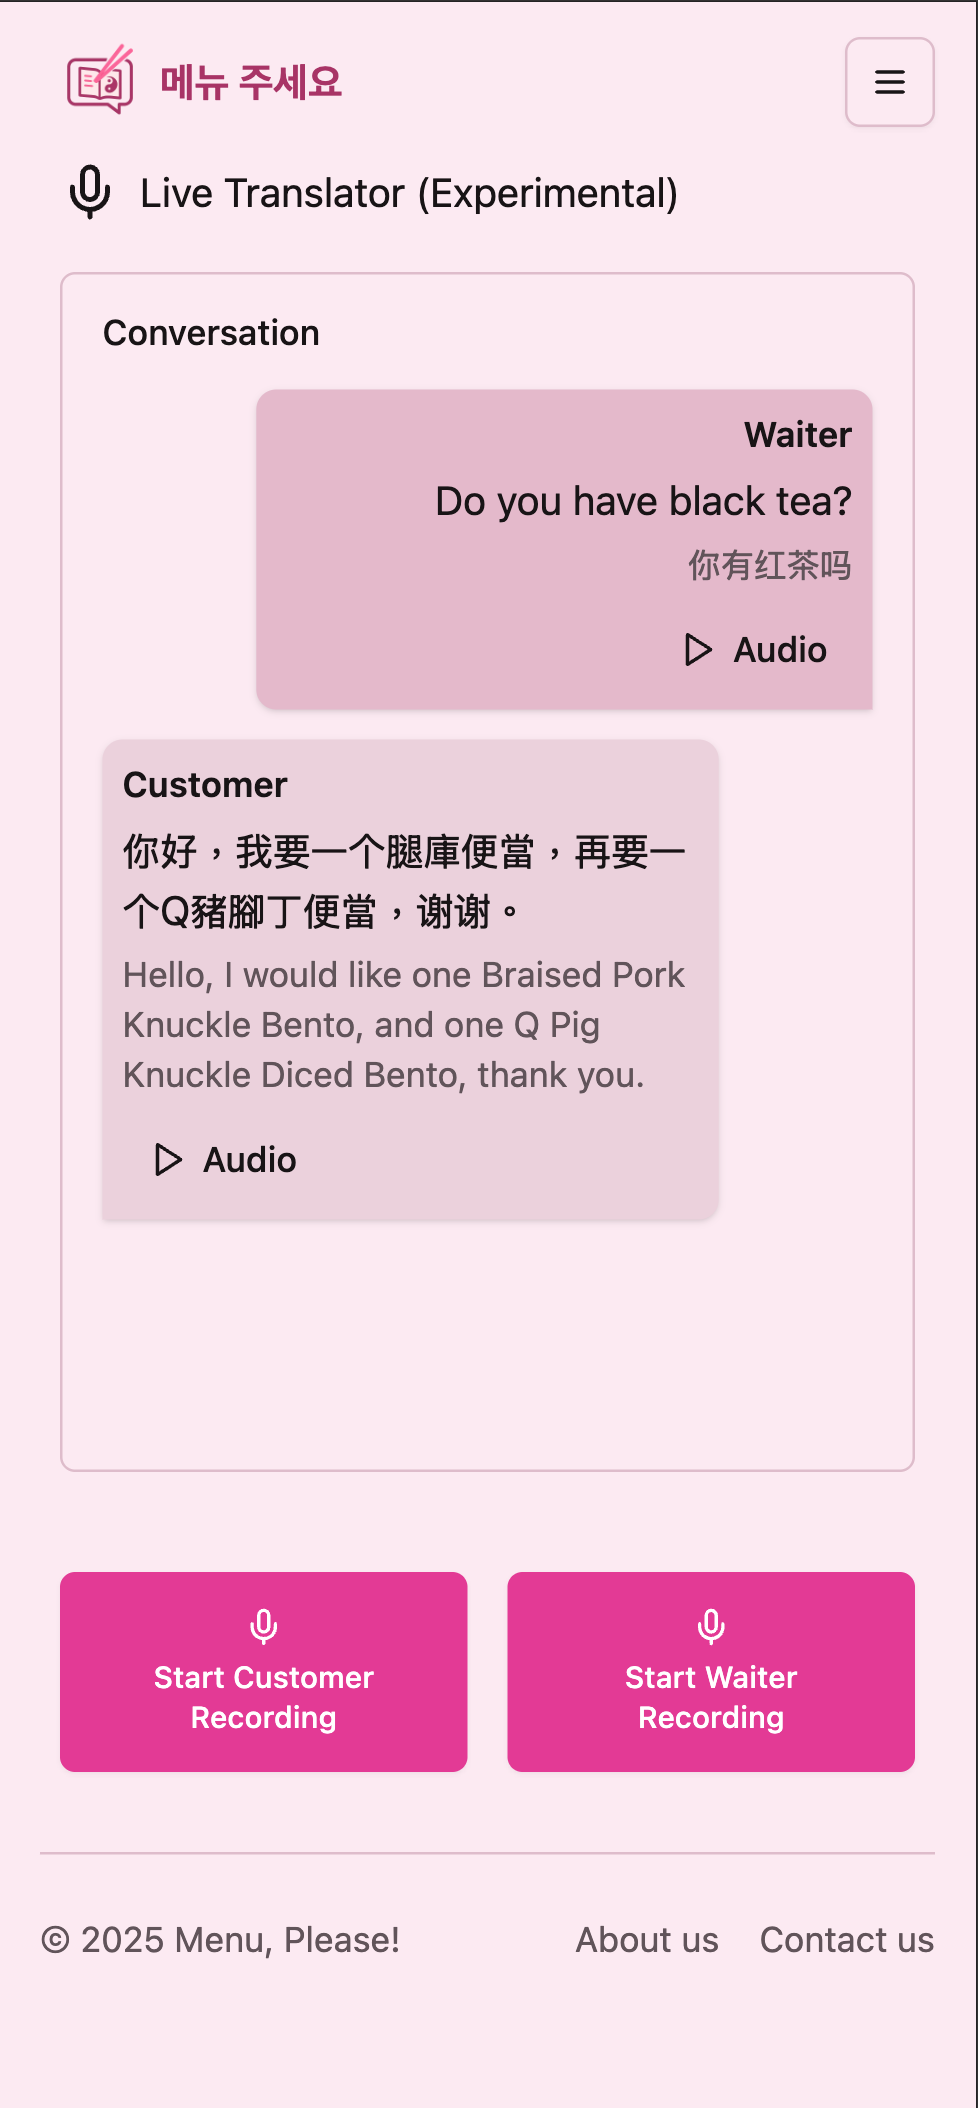 메뉴 주세요
Live Translator (Experimental)
Conversation
Waiter
Do you have black tea?
你有红茶吗
Audio
Customer
你好，我要一个腿庫便當，再要一
个Q豬腳丁便當，谢谢。
Hello, I would like one Braised Pork
Knuckle Bento, and one Q Pig
Knuckle Diced Bento, thank you.
Audio
Start Customer
Recording
Start Waiter
Recording
© 2025 Menu, Please!
About us
Contact us